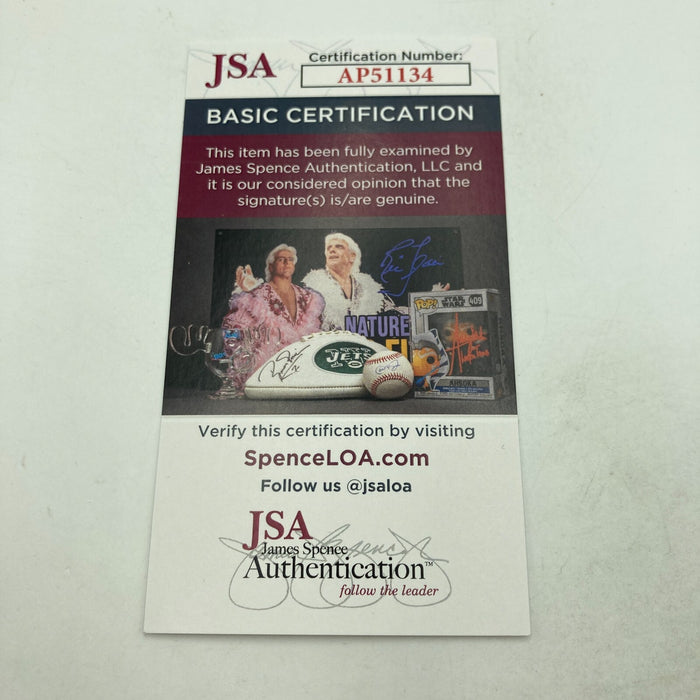 JSA
Certification Number:
AP51134
BASIC CERTIFICATION
This item has been fully examined by
James Spence Authentication, LLC and
it is our considered opinion that the
signature(s) is/are genuine.
NATURE
POP!
STAR WARS
409
JETS
AHSOKA
Verify this certification by visiting
SpenceLOA.com
Follow us @jsaloa
JSA
James Spence
Authentication™
follow the leader